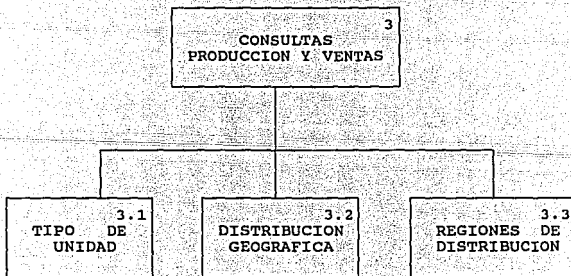 3
CONSULTAS
PRODUCCION Y VENTAS
3.1
TIPO DE
UNIDAD
3.2
DISTRIBUCION
GEOGRAFICA
3.3
REGIONES DE
DISTRIBUCION